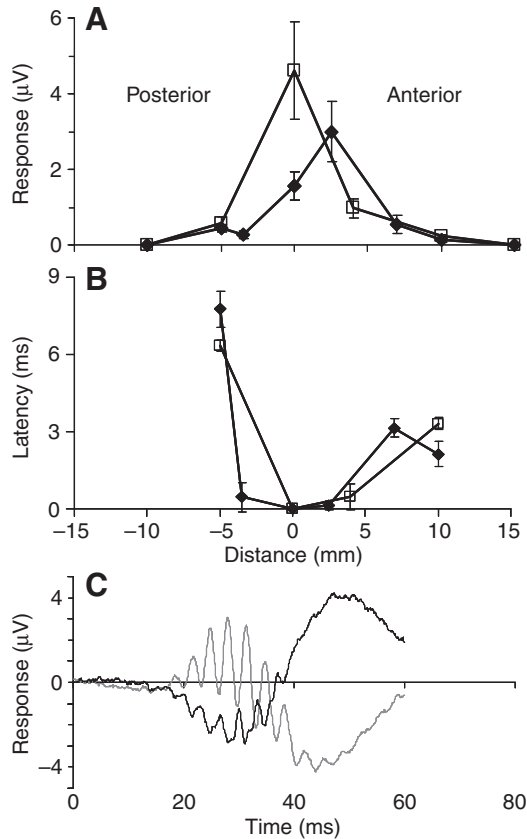 A
6
4
2
0
Response (μV)
Posterior
Anterior
B
9
6
3
0
Latency (ms)
−15 −10 −5 0 5 10 15
Distance (mm)
C
4
0
−4
Response (μV)
0 20 40 60 80
Time (ms)